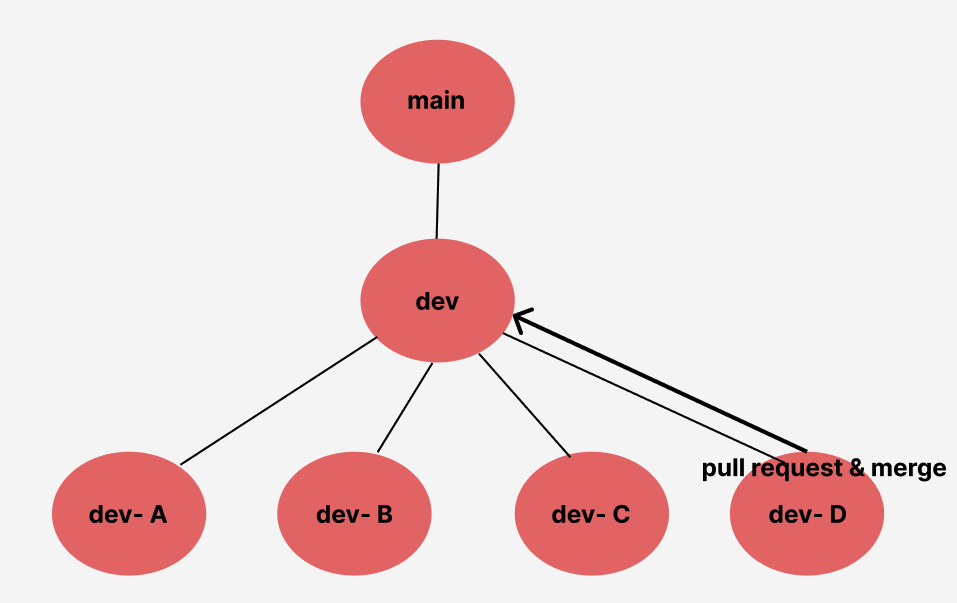 main
dev
pull request & merge
dev- A
dev- B
dev- C
dev- D